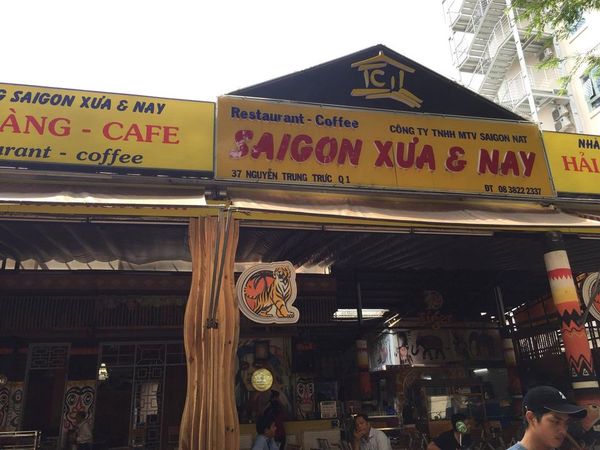 G SAIGON XƯA & NAY
ÀNG - CAFE
urant - coffee
Restaurant - Coffee
CÔNG TY TNHH MTV SAIGON NAT
SAIGON XƯA & NAY
37 NGUYỄN TRUNG TRỰC Q 1
ĐT 08 3822 2337
NHÀ
HẢI